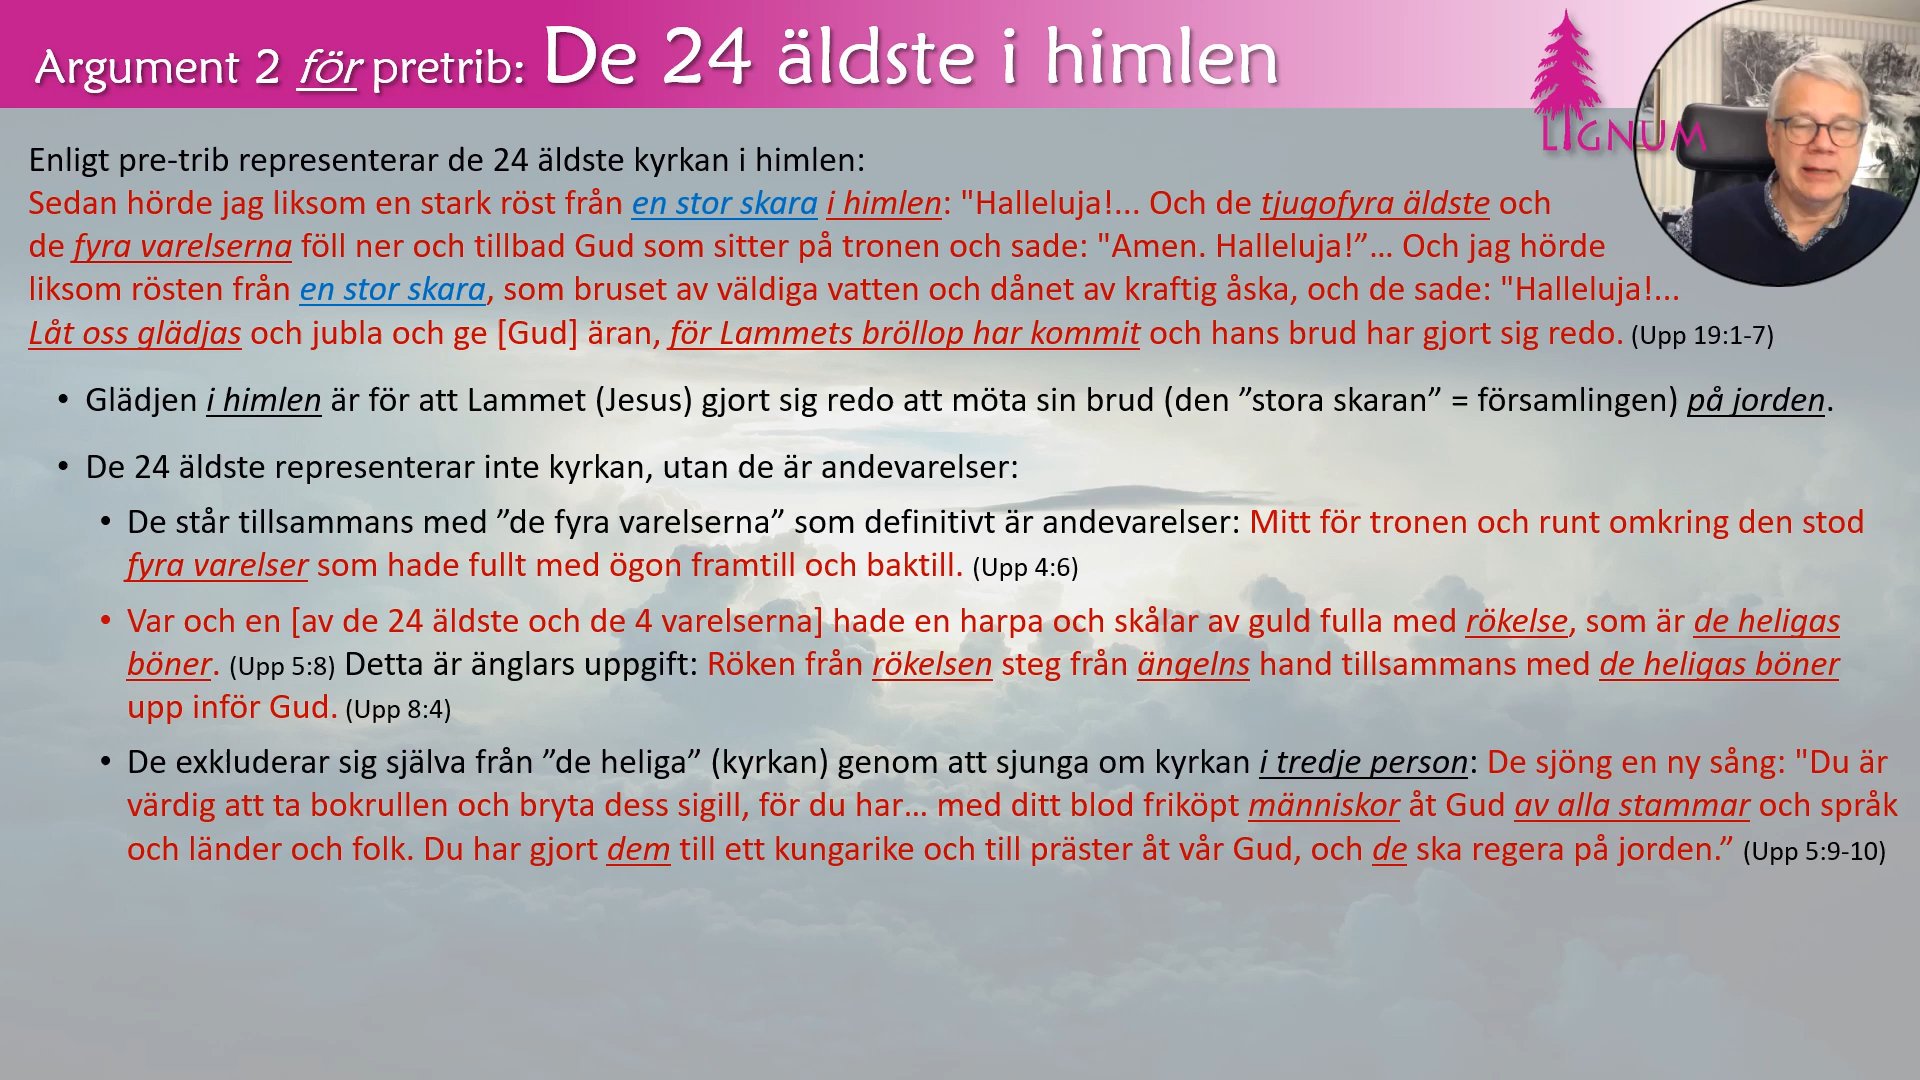 Argument 2 för pretrib: De 24 äldste i himlen
LIGNUM
Enligt pre-trib representerar de 24 äldste kyrkan i himlen:
Sedan hörde jag liksom en stark röst från en stor skara i himlen: "Halleluja!... Och de tjugofyra äldste och
de fyra varelserna föll ner och tillbad Gud som sitter på tronen och sade: "Amen. Halleluja!”… Och jag hörde
liksom rösten från en stor skara, som bruset av väldiga vatten och dånet av kraftig åska, och de sade: "Halleluja!...
Låt oss glädjas och jubla och ge [Gud] äran, för Lammets bröllop har kommit och hans brud har gjort sig redo. (Upp 19:1-7)
• Glädjen i himlen är för att Lammet (Jesus) gjort sig redo att möta sin brud (den ”stora skaran” = församlingen) på jorden.
• De 24 äldste representerar inte kyrkan, utan de är andevarelser:
• De står tillsammans med ”de fyra varelserna” som definitivt är andevarelser: Mitt för tronen och runt omkring den stod
fyra varelser som hade fullt med ögon framtill och baktill. (Upp 4:6)
• Var och en [av de 24 äldste och de 4 varelserna] hade en harpa och skålar av guld fulla med rökelse, som är de heligas
böner. (Upp 5:8) Detta är änglars uppgift: Röken från rökelsen steg från ängelns hand tillsammans med de heligas böner
upp inför Gud. (Upp 8:4)
• De exkluderar sig själva från ”de heliga” (kyrkan) genom att sjunga om kyrkan i tredje person: De sjöng en ny sång: "Du är
värdig att ta bokrullen och bryta dess sigill, för du har… med ditt blod friköpt människor åt Gud av alla stammar och språk
och länder och folk. Du har gjort dem till ett kungarike och till präster åt vår Gud, och de ska regera på jorden.” (Upp 5:9-10)